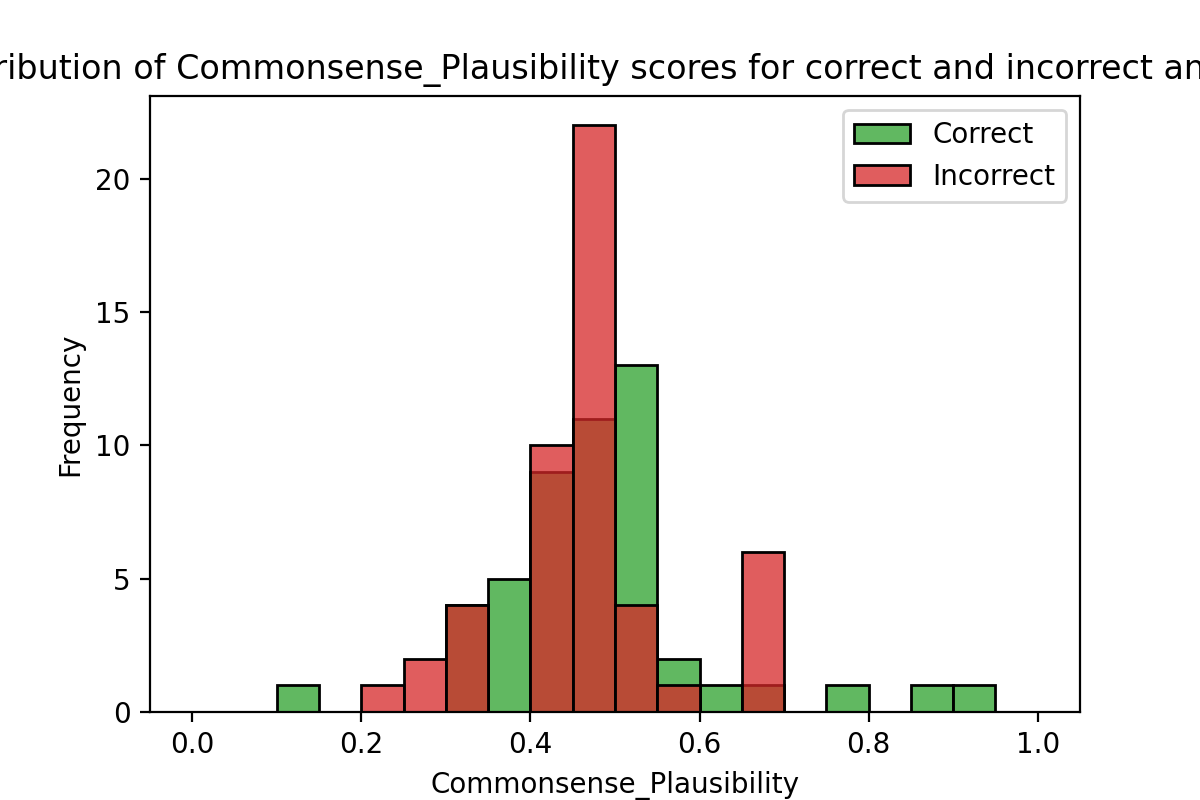 ribution of Commonsense_Plausibility scores for correct and incorrect an
Correct
Incorrect
20
15
10
5
0
Frequency
0.0 0.2 0.4 0.6 0.8 1.0
Commonsense_Plausibility